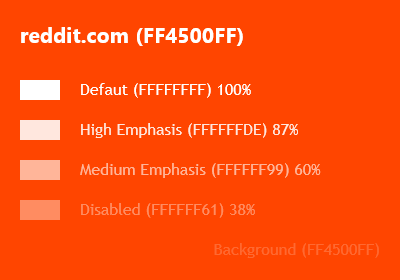 reddit.com (FF4500FF)
Defaut (FFFFFFFF) 100%
High Emphasis (FFFFFFDE) 87%
Medium Emphasis (FFFFFF99) 60%
Disabled (FFFFFF61) 38%
Background (FF4500FF)